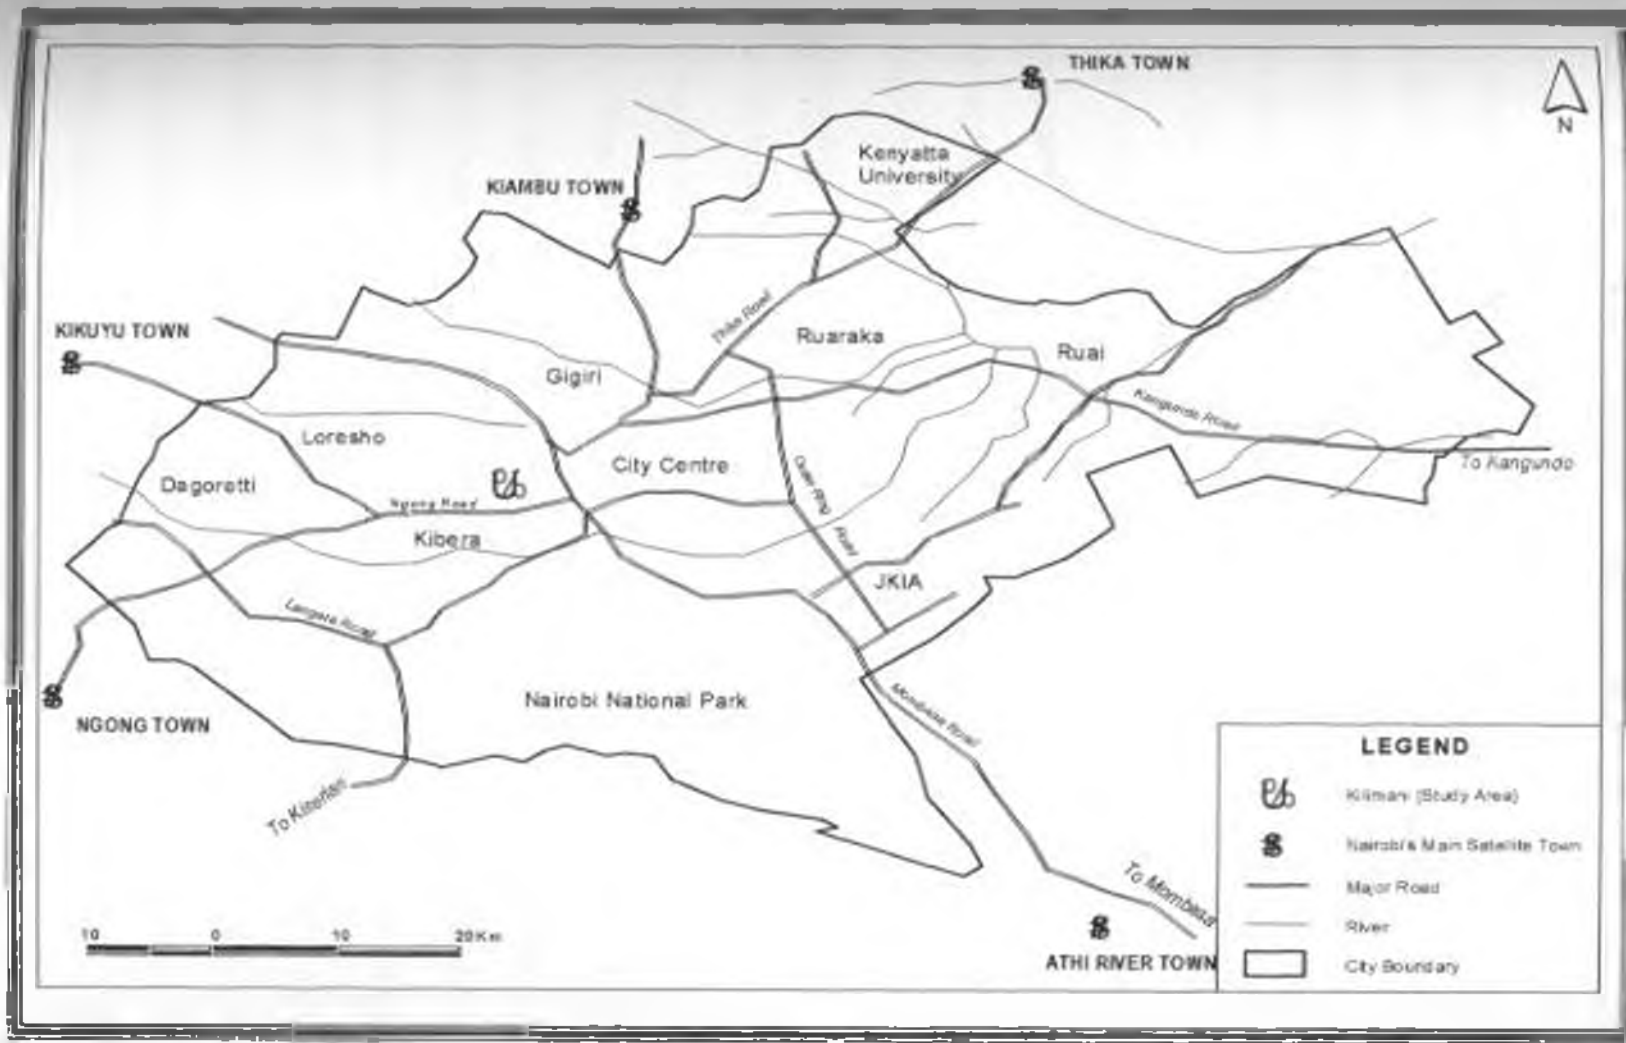 THIKA TOWN
N
Kenyatta
University
KIAMBU TOWN
Thika Road
KIKUYU TOWN
Ruaraka
Ruai
Gigiri
Kangundo Road
Loresho
City Centre
To Kangundo
Dagoretti
Outer Ring Road
Ngong Road
Kibera
JKIA
Langata Road
Nairobi National Park
Mombasa Road
NGONG TOWN
To Kiserian
To Mombasa
ATHI RIVER TOWN
10 0 10 20 Km
LEGEND
Kilimani (Study Area)
Nairobi's Main Satellite Town
Major Road
River
City Boundary